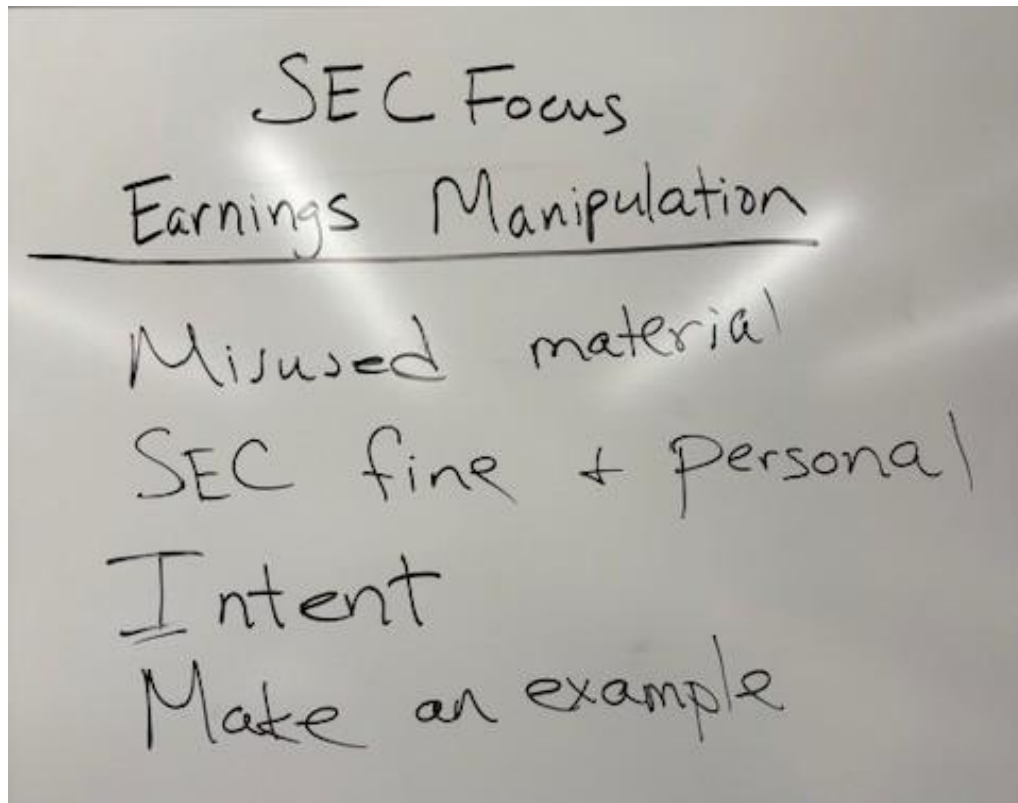 SEC Focus
Earnings Manipulation
Misused material
SEC fine + personal
Intent
Make an example